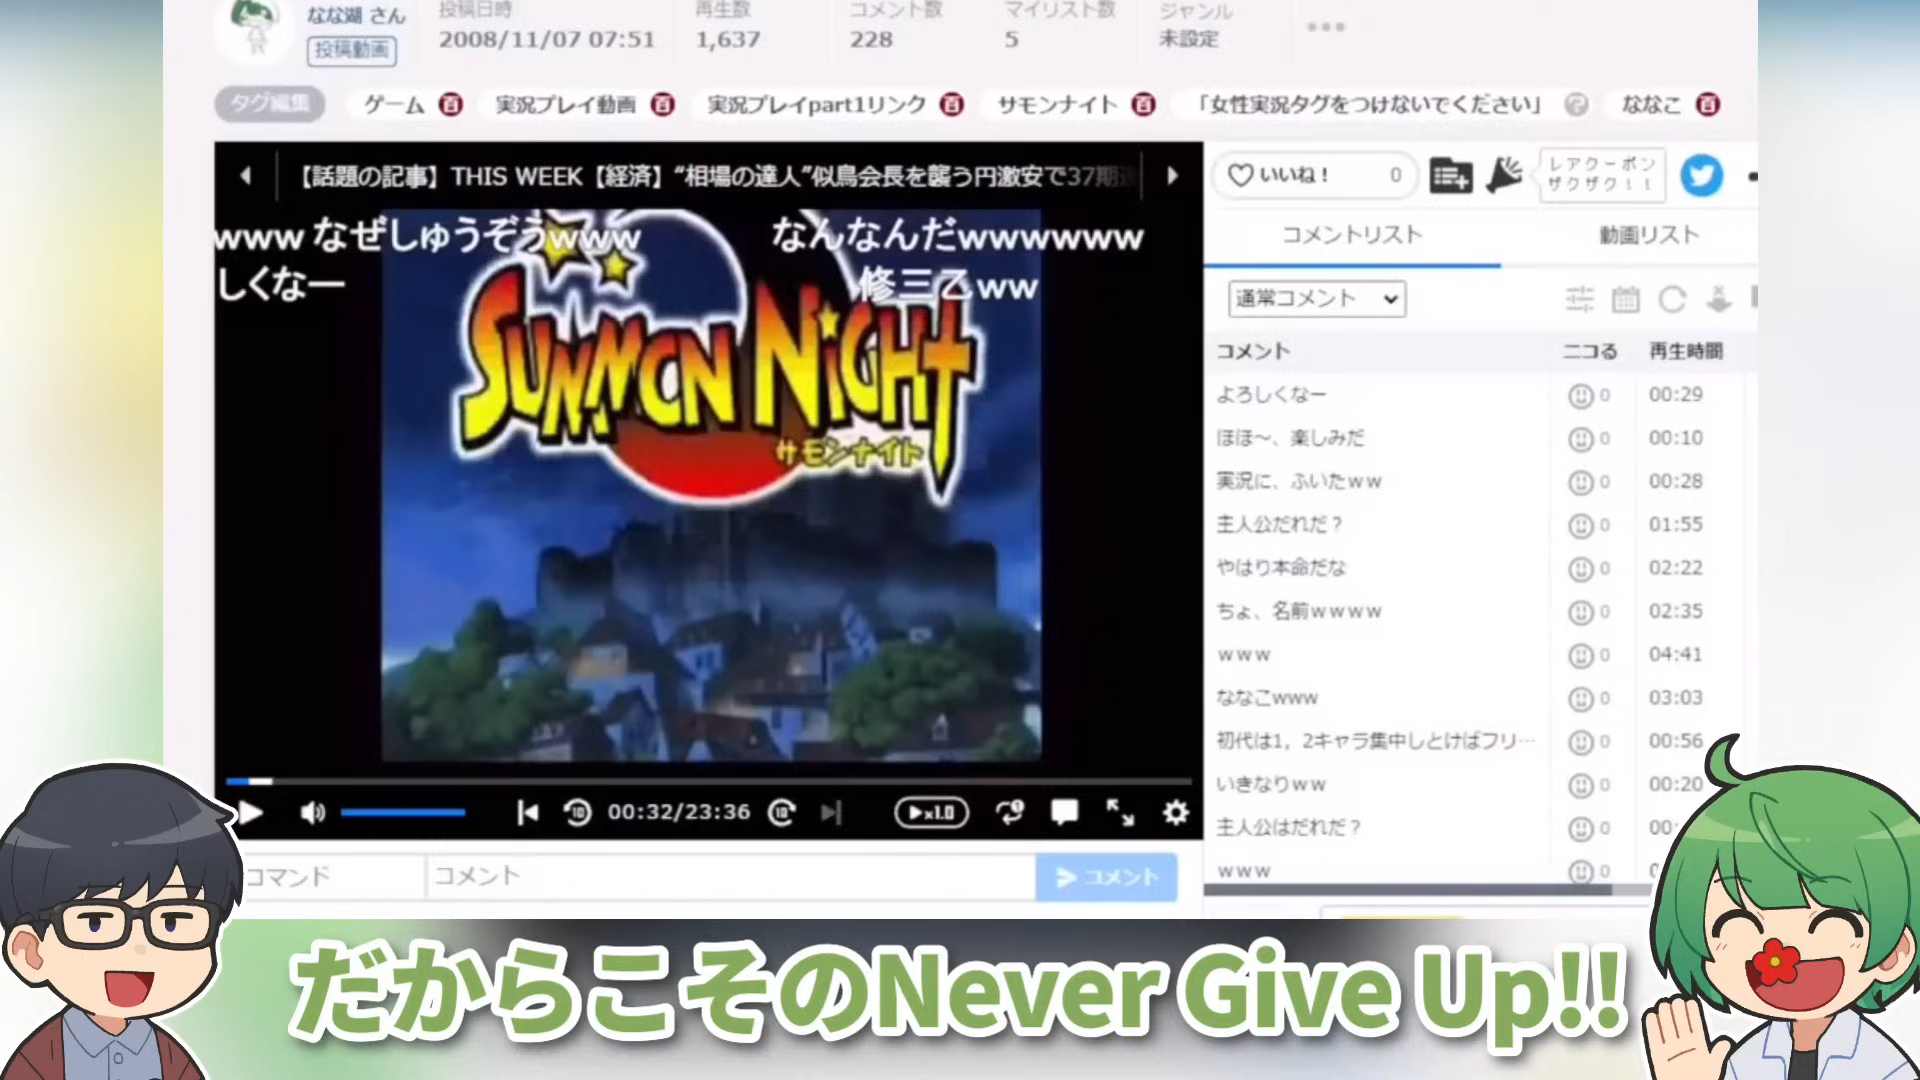 なな湖 さん
投稿動画
投稿日時
2008/11/07 07:51
再生数
1,637
コメント数
228
マイリスト数
5
ジャンル
未設定
タグ編集
ゲーム 百
実況プレイ動画 百
実況プレイpart1リンク 百
サモンナイト 百
「女性実況タグをつけないでください」 ?
ななこ 百
【話題の記事】THIS WEEK【経済】“相場の達人”似鳥会長を襲う円激安で37期
www なぜしゅうぞうwww
なんなんだwwwwww
しくなー
修三乙ww
SUMMON NIGHT
サモンナイト
00:32/23:36
x1.0
コマンド
コメント
コメント
いいね！ 0
レアクーポン
ザクザク！！
コメントリスト
動画リスト
通常コメント
コメント ニコる 再生時間
よろしくなー 0 00:29
ほほ～、楽しみだ 0 00:10
実況に、ふいたｗｗ 0 00:28
主人公だれだ？ 0 01:55
やはり本命だな 0 02:22
ちょ、名前ｗｗｗｗ 0 02:35
ｗｗｗ 0 04:41
ななこwww 0 03:03
初代は1，2キャラ集中しとけばフリ… 0 00:56
いきなりｗｗ 0 00:20
主人公はだれだ？ 0 00:
ｗｗｗ 0
だからこそのNever Give Up!!